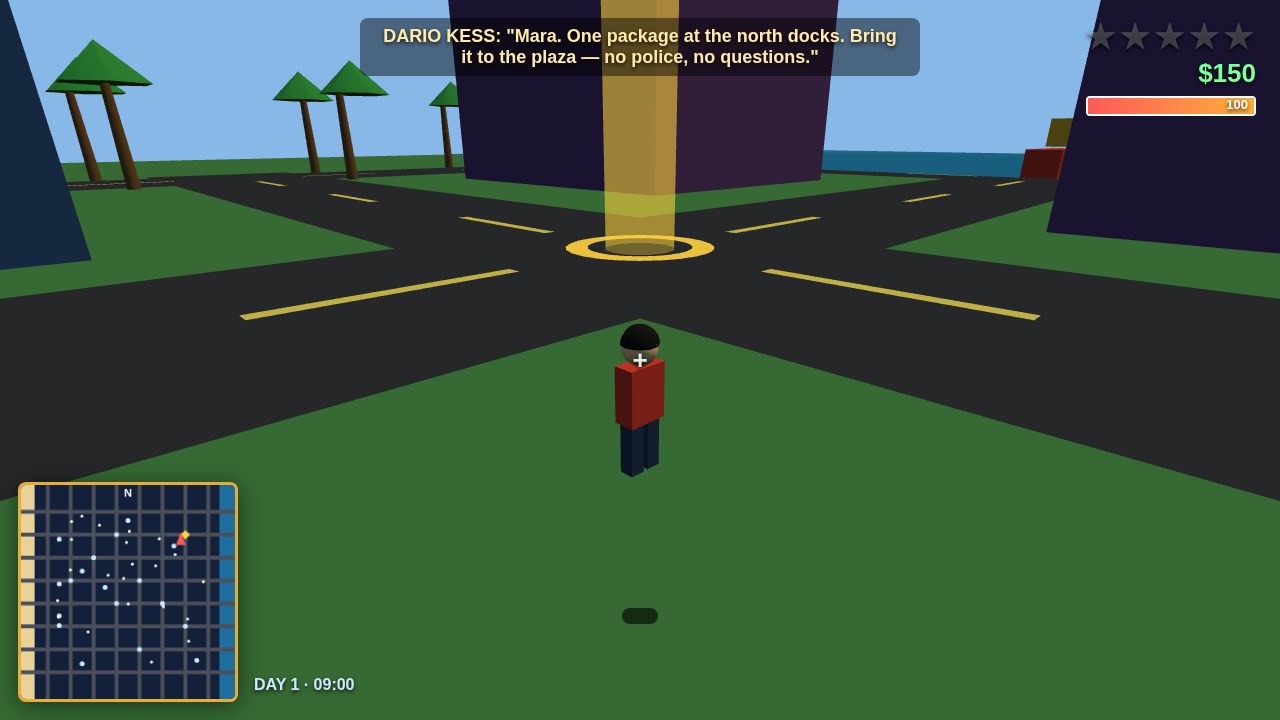 DARIO KESS: "Mara. One package at the north docks. Bring
it to the plaza — no police, no questions."
$150
100
N
DAY 1 · 09:00